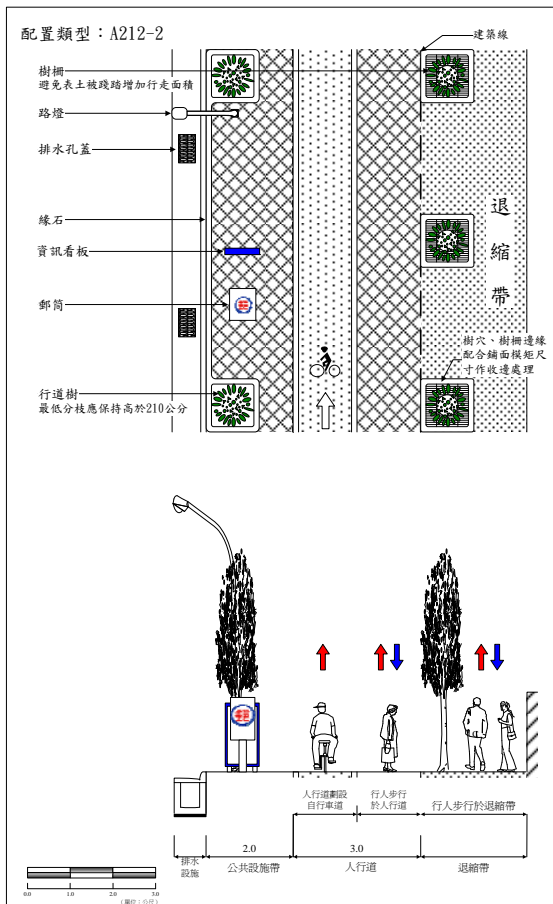 配置類型：A212-2
建築線
樹柵
避免表土被踐踏增加行走面積
路燈
排水孔蓋
緣石
資訊看板
郵筒
行道樹
最低分枝應保持高於210公分
退
縮
帶
樹穴、樹柵邊緣
配合鋪面模矩尺
寸作收邊處理
郵
郵
人行道劃設
自行車道
行人步行
於人行道
行人步行於退縮帶
2.0
3.0
排水
設施
公共設施帶
人行道
退縮帶
0.0
1.0
2.0
3.0
(單位：公尺)